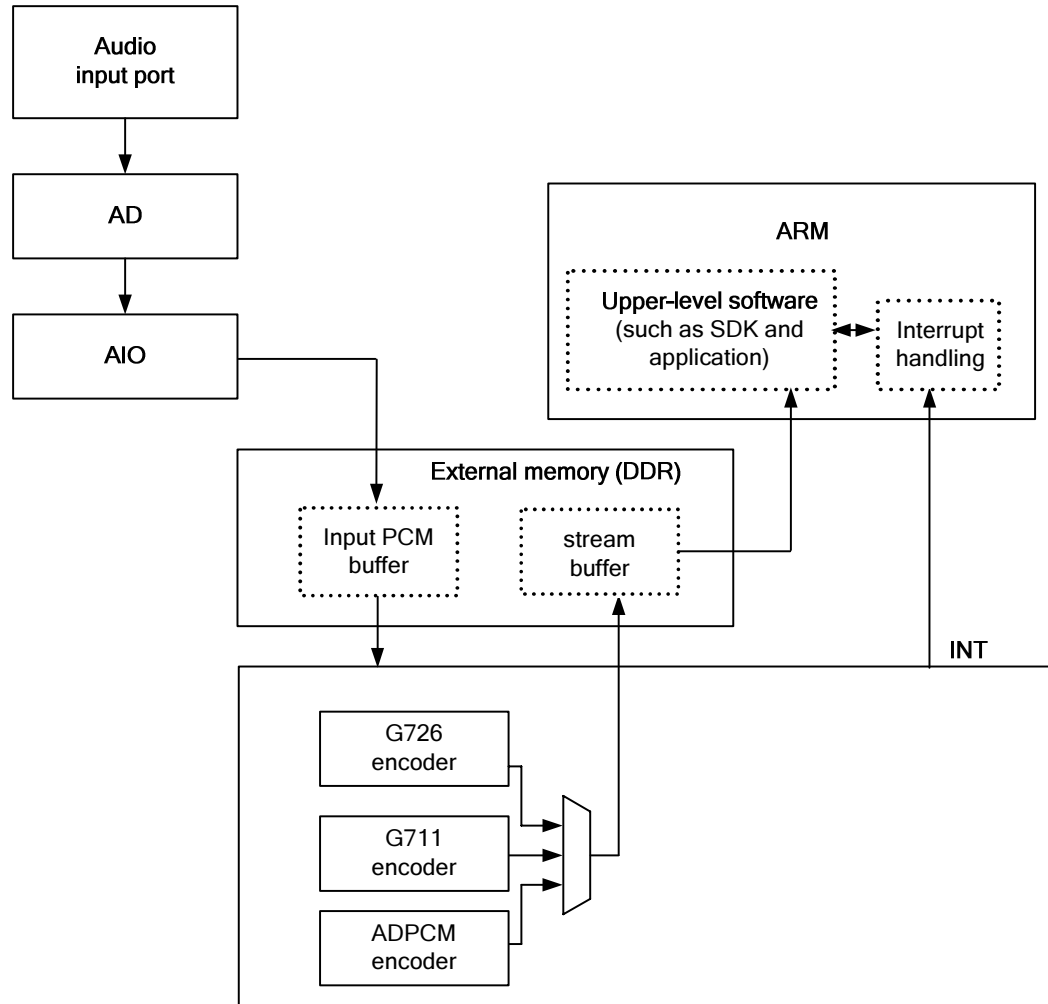 Audio
input port
AD
AIO
ARM
Upper-level software
(such as SDK and
application)
Interrupt
handling
External memory (DDR)
Input PCM
buffer
stream
buffer
INT
G726
encoder
G711
encoder
ADPCM
encoder